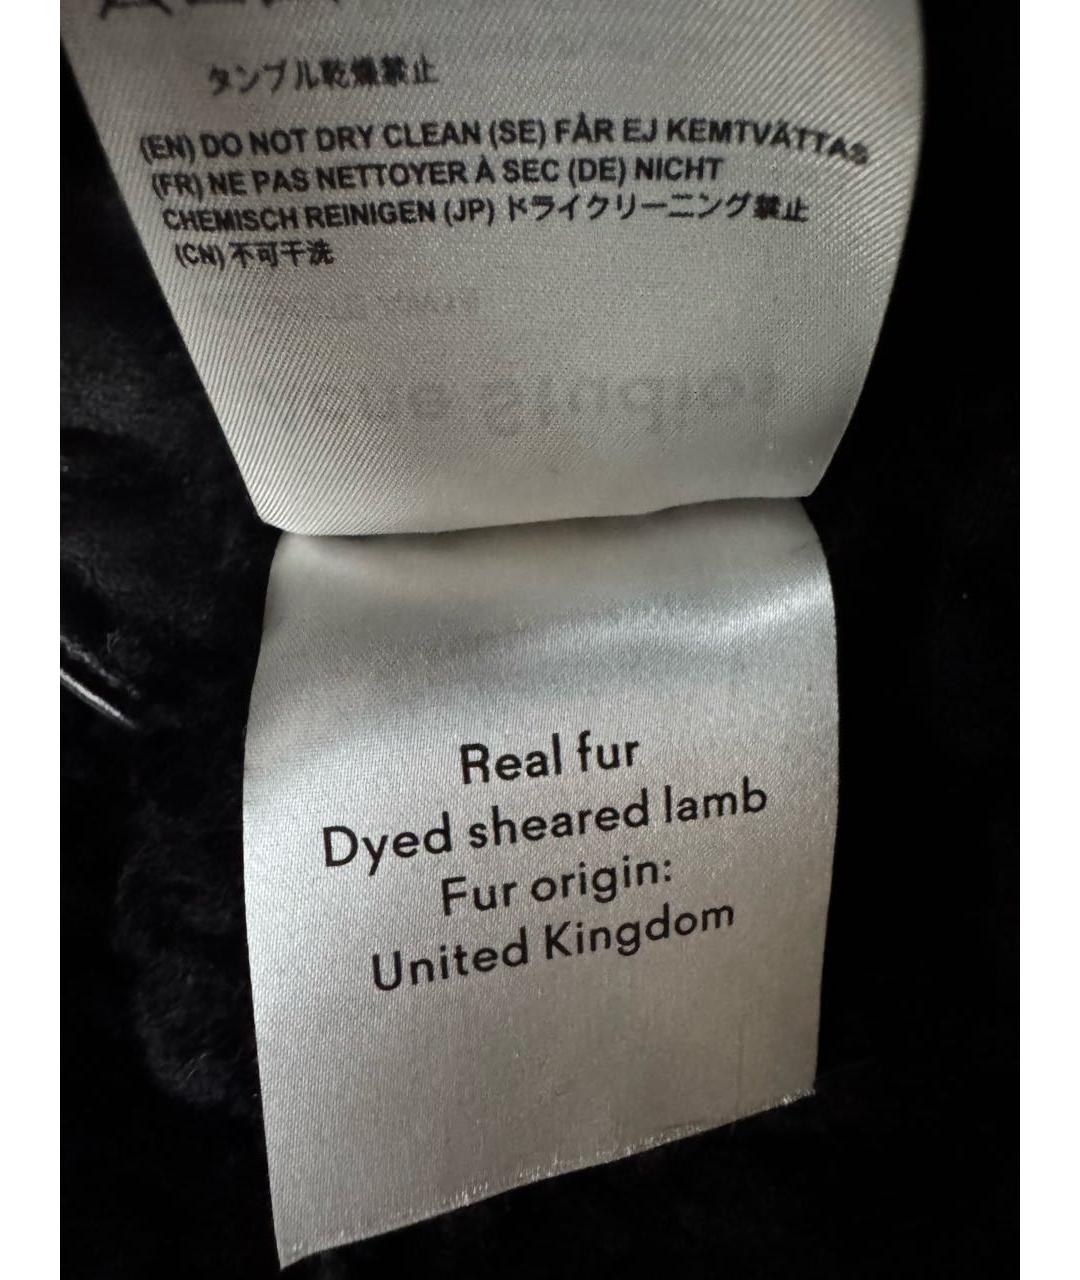 タンブル乾燥禁止
(EN) DO NOT DRY CLEAN (SE) FÅR EJ KEMTVÄTTAS
(FR) NE PAS NETTOYER À SEC (DE) NICHT
CHEMISCH REINIGEN (JP) ドライクリーニング禁止
(CN) 不可干洗
Real fur
Dyed sheared lamb
Fur origin:
United Kingdom